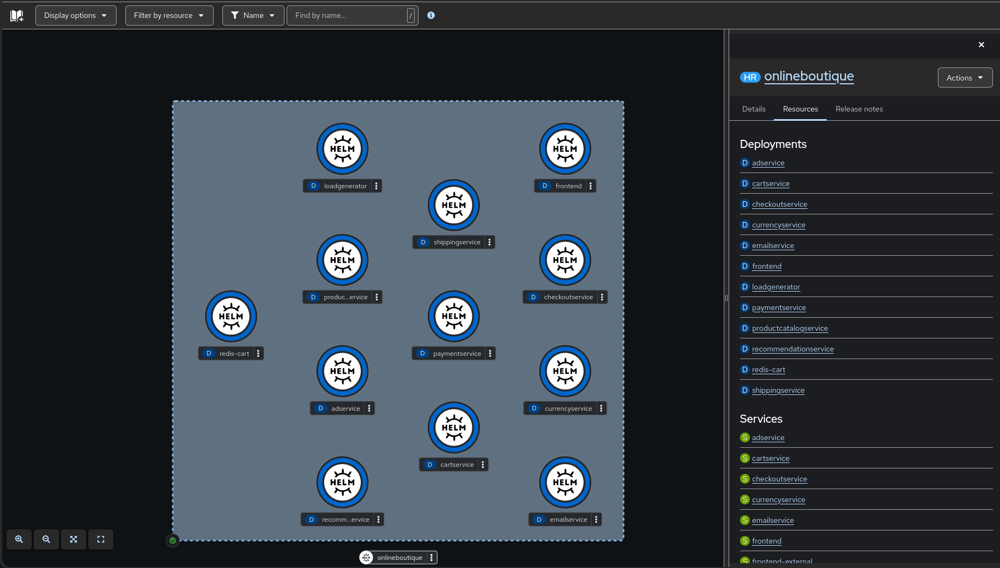 Display options
Filter by resource
Name
Find by name...
/
HELM
D loadgenerator
HELM
D frontend
HELM
D shippingservice
HELM
D produc...ervice
HELM
D checkoutservice
HELM
D redis-cart
HELM
D paymentservice
HELM
D adservice
HELM
D currencyservice
HELM
D cartservice
HELM
D recomm...ervice
HELM
D emailservice
HELM onlineboutique
HR onlineboutique
Actions
Details
Resources
Release notes
Deployments
D adservice
D cartservice
D checkoutservice
D currencyservice
D emailservice
D frontend
D loadgenerator
D paymentservice
D productcatalogservice
D recommendationservice
D redis-cart
D shippingservice
Services
S adservice
S cartservice
S checkoutservice
S currencyservice
S emailservice
S frontend
S frontend-external